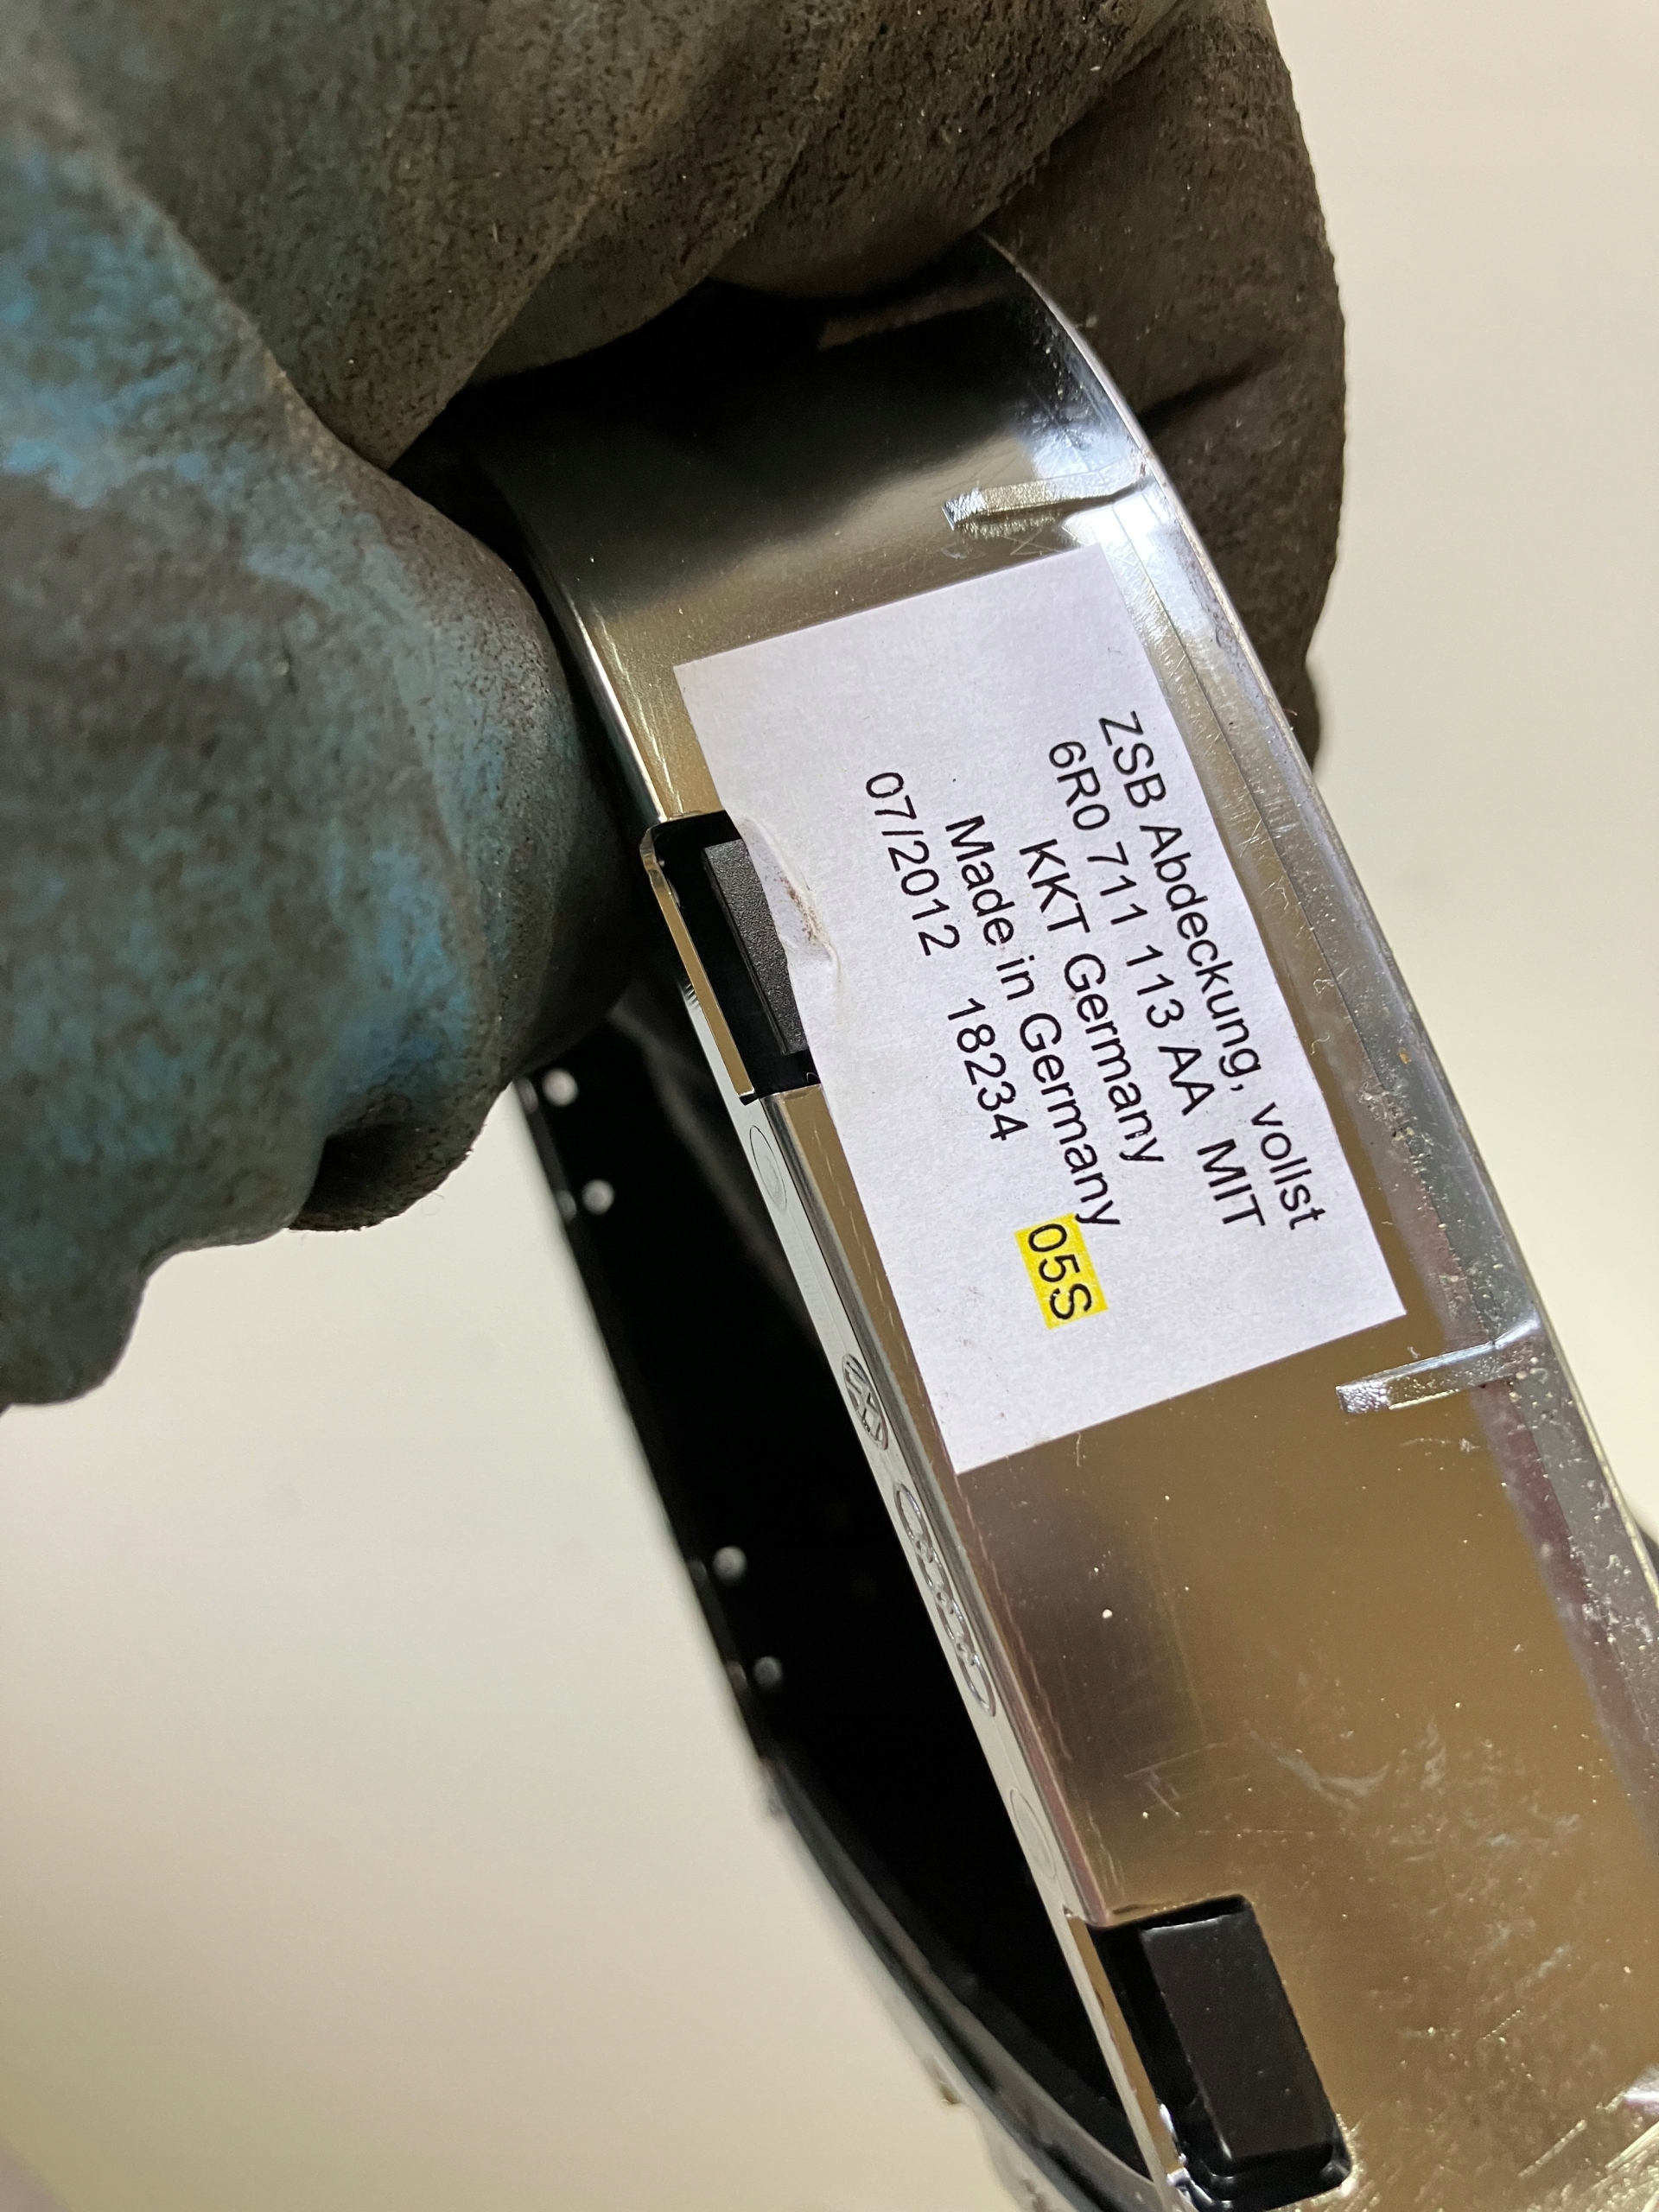 ZSB Abdeckung, vollst
6R0 711 113 AA MIT
KKT Germany
Made in Germany 05S
07/2012 18234